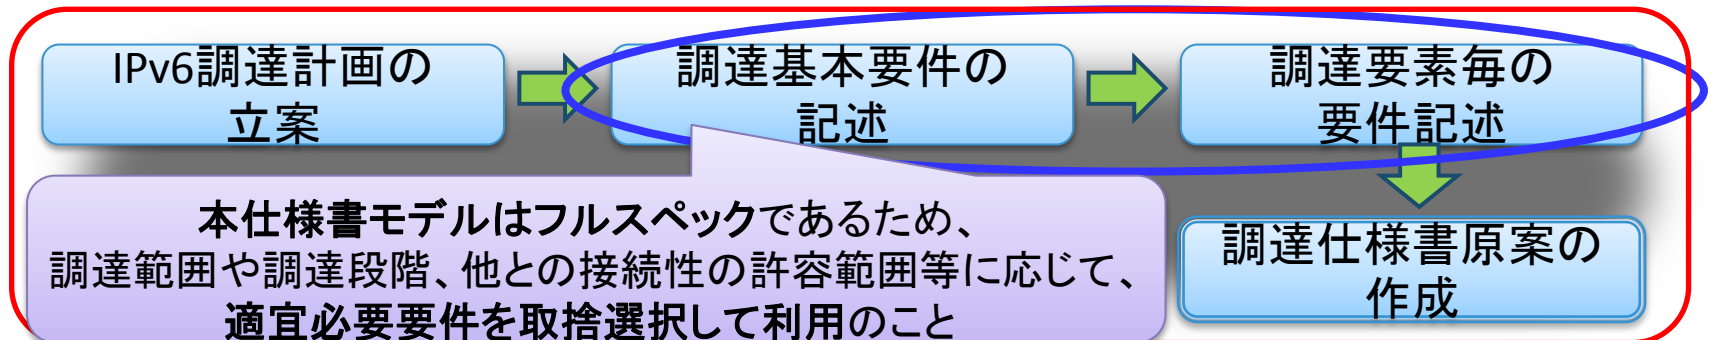 IPv6調達計画の
立案
調達基本要件の
記述
調達要素毎の
要件記述
調達仕様書原案の
作成
本仕様書モデルはフルスペックであるため、
調達範囲や調達段階、他との接続性の許容範囲等に応じて、
適宜必要要件を取捨選択して利用のこと